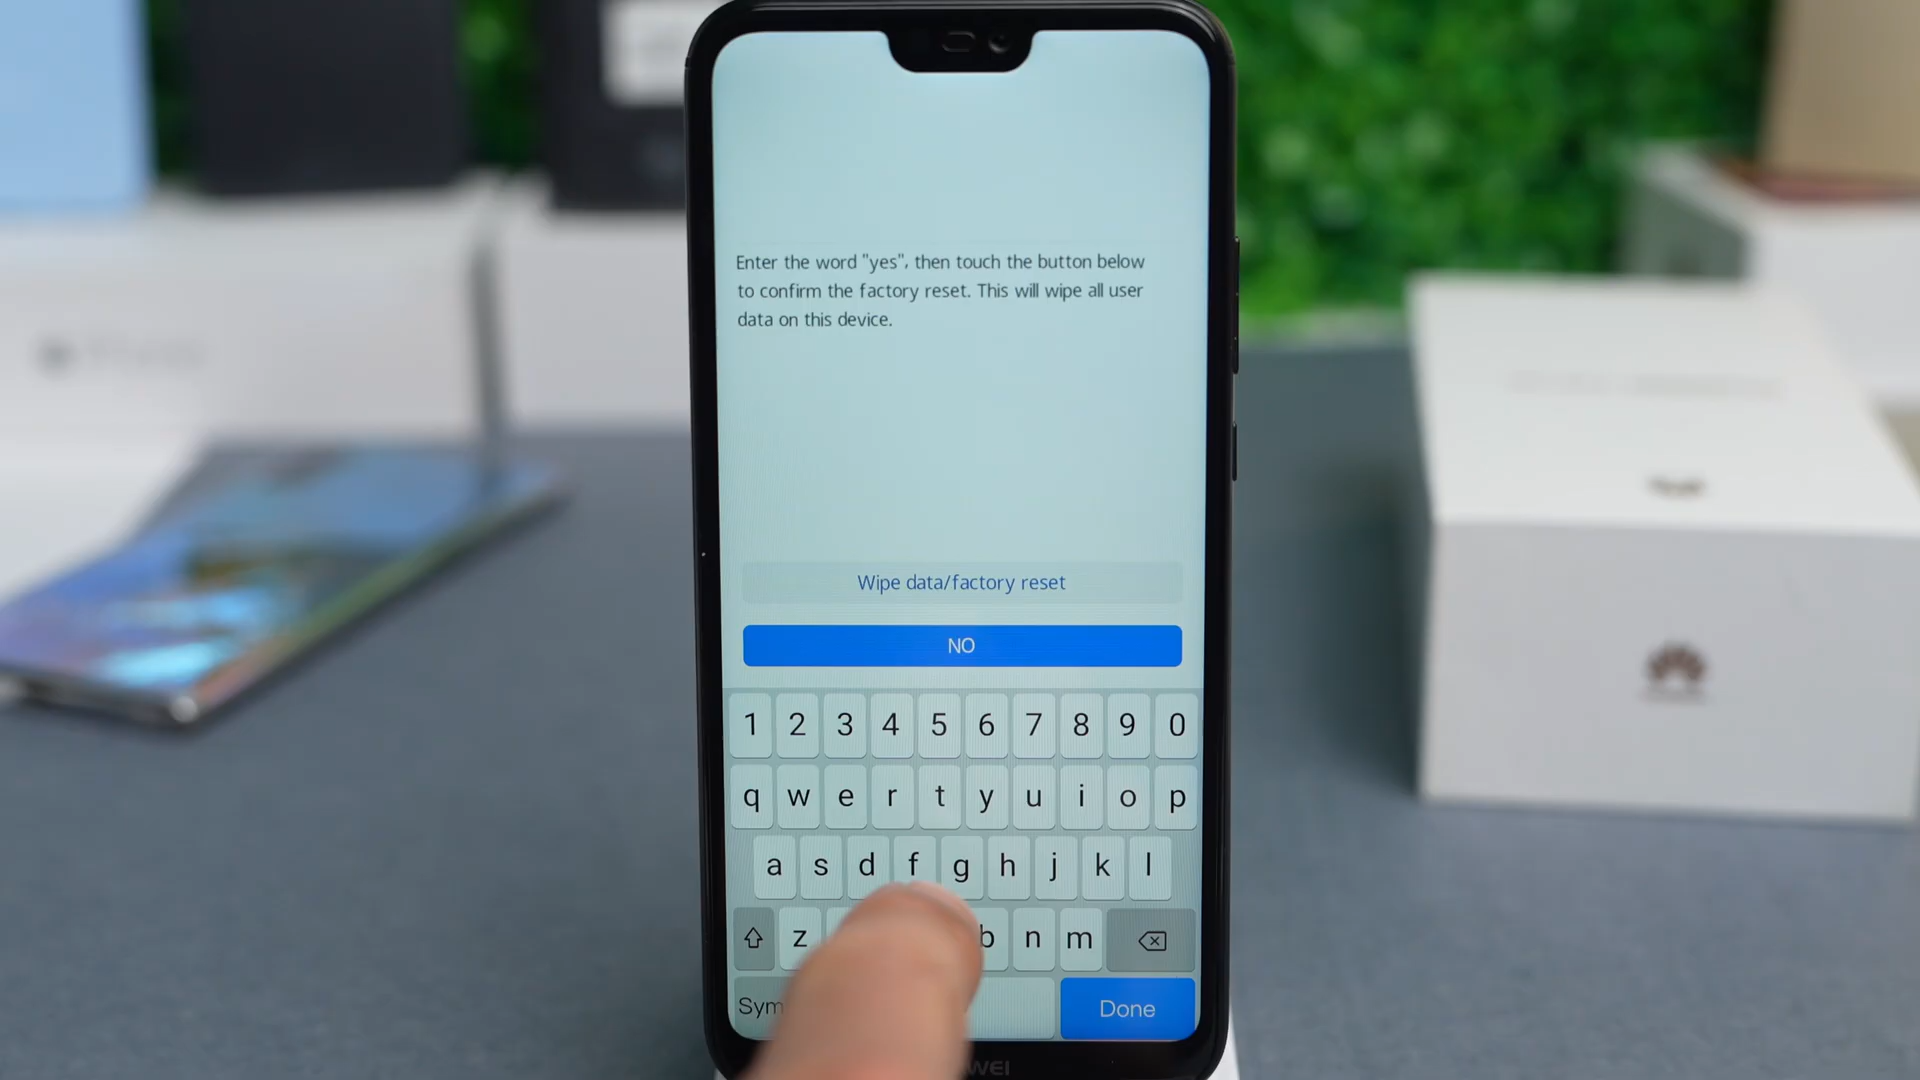 Enter the word "yes", then touch the button below
to confirm the factory reset. This will wipe all user
data on this device.
Wipe data/factory reset
NO
1 2 3 4 5 6 7 8 9 0
q w e r t y u i o p
a s d f g h j k l
z b n m
Sym Done
WEI